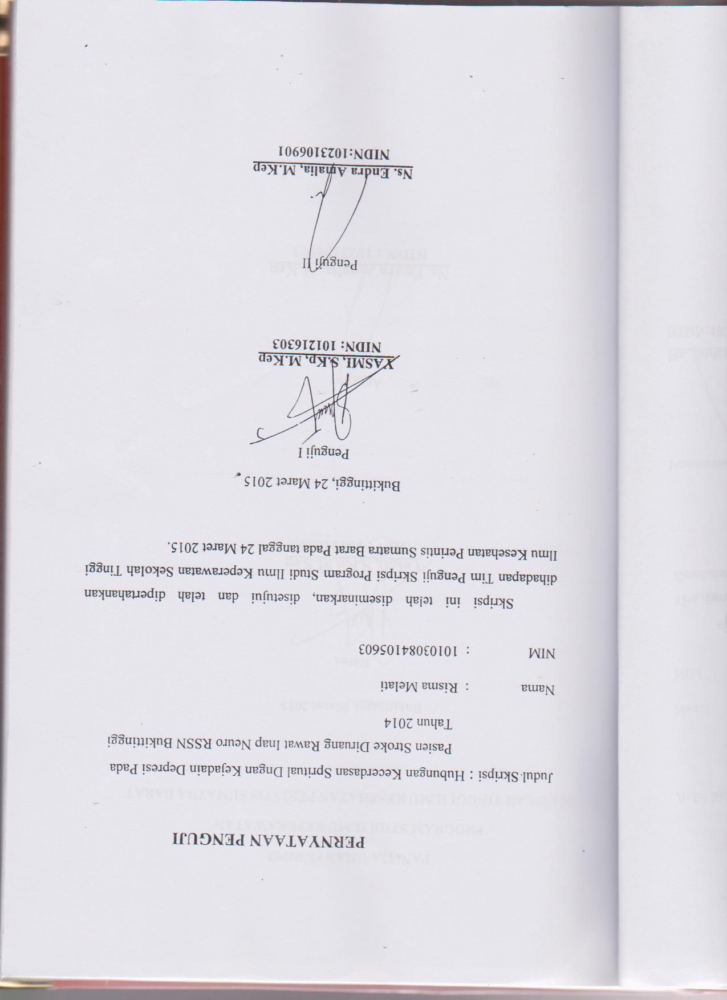 PERNYATAAN PENGUJI
Judul Skripsi : Hubungan Kecerdasan Spritual Dngan Kejadain Depresi Pada
Pasien Stroke Diruang Rawat Inap Neuro RSSN Bukittinggi
Tahun 2014
Nama : Risma Melati
NIM : 10103084105603
Skripsi ini telah diseminarkan, disetujui dan telah dipertahankan
dihadapan Tim Penguji Skripsi Program Studi Ilmu Keperawatan Sekolah Tinggi
Ilmu Kesehatan Perintis Sumatra Barat Pada tanggal 24 Maret 2015.
Bukittinggi, 24 Maret 2015
Penguji I
YASMI, S.Kp, M.Kep
NIDN: 101216303
Penguji II
Ns. Endra Amalia, M.Kep
NIDN:1023106901